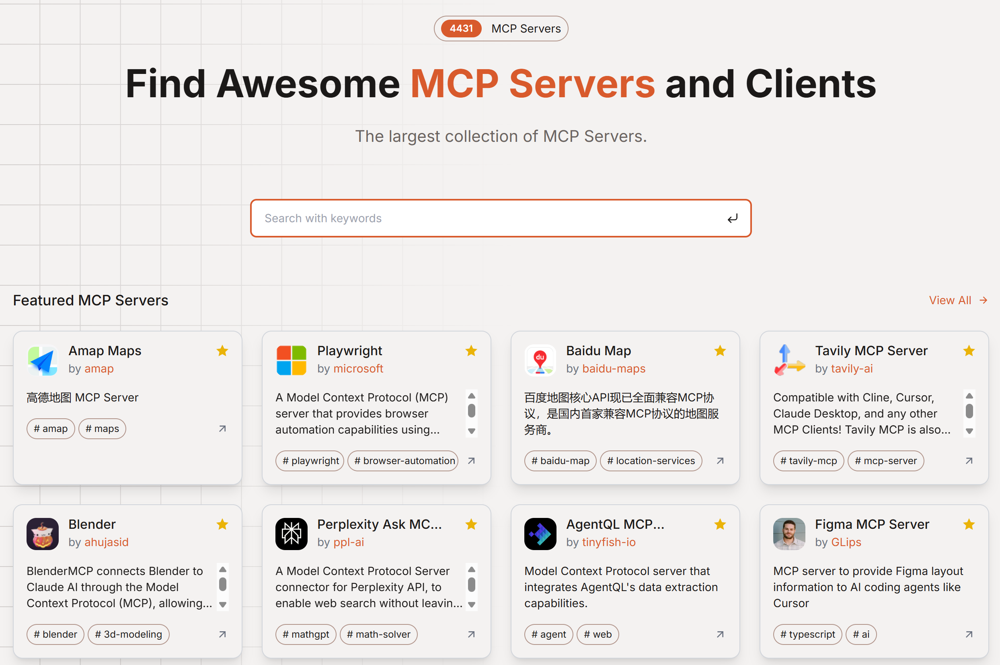 4431 MCP Servers
Find Awesome MCP Servers and Clients
The largest collection of MCP Servers.
Search with keywords
Featured MCP Servers
View All
Amap Maps
by amap
高德地图 MCP Server
# amap # maps
Playwright
by microsoft
A Model Context Protocol (MCP)
server that provides browser
automation capabilities using...
# playwright # browser-automation
du
Baidu Map
by baidu-maps
百度地图核心API现已全面兼容MCP协
议，是国内首家兼容MCP协议的地图服
务商。
# baidu-map # location-services
Tavily MCP Server
by tavily-ai
Compatible with Cline, Cursor,
Claude Desktop, and any other
MCP Clients! Tavily MCP is also...
# tavily-mcp # mcp-server
Blender
by ahujasid
BlenderMCP connects Blender to
Claude AI through the Model
Context Protocol (MCP), allowing...
# blender # 3d-modeling
Perplexity Ask MC...
by ppl-ai
A Model Context Protocol Server
connector for Perplexity API, to
enable web search without leavin...
# mathgpt # math-solver
AgentQL MCP...
by tinyfish-io
Model Context Protocol server that
integrates AgentQL's data extraction
capabilities.
# agent # web
Figma MCP Server
by GLips
MCP server to provide Figma layout
information to AI coding agents like
Cursor
# typescript # ai